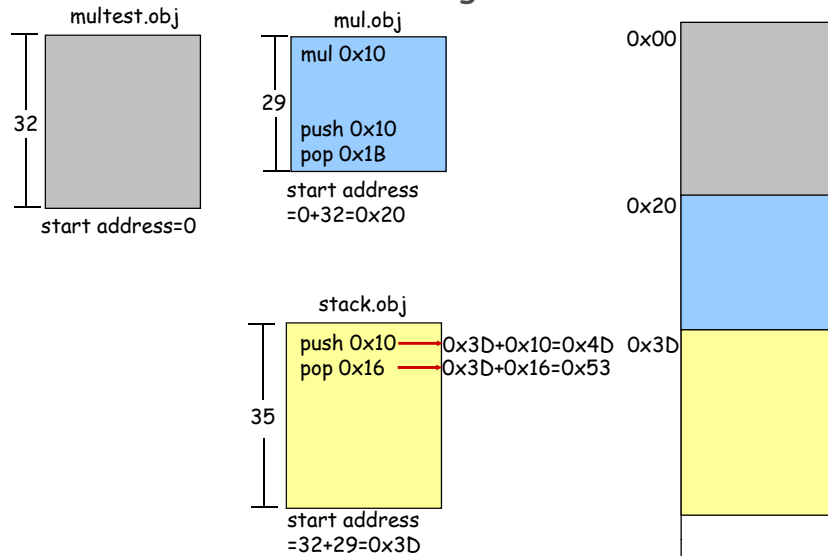 multest.obj
32
start address=0
mul.obj
29
mul 0x10
push 0x10
pop 0x1B
start address
=0+32=0x20
stack.obj
35
push 0x10
0x3D+0x10=0x4D
pop 0x16
0x3D+0x16=0x53
start address
=32+29=0x3D
0x00
0x20
0x3D